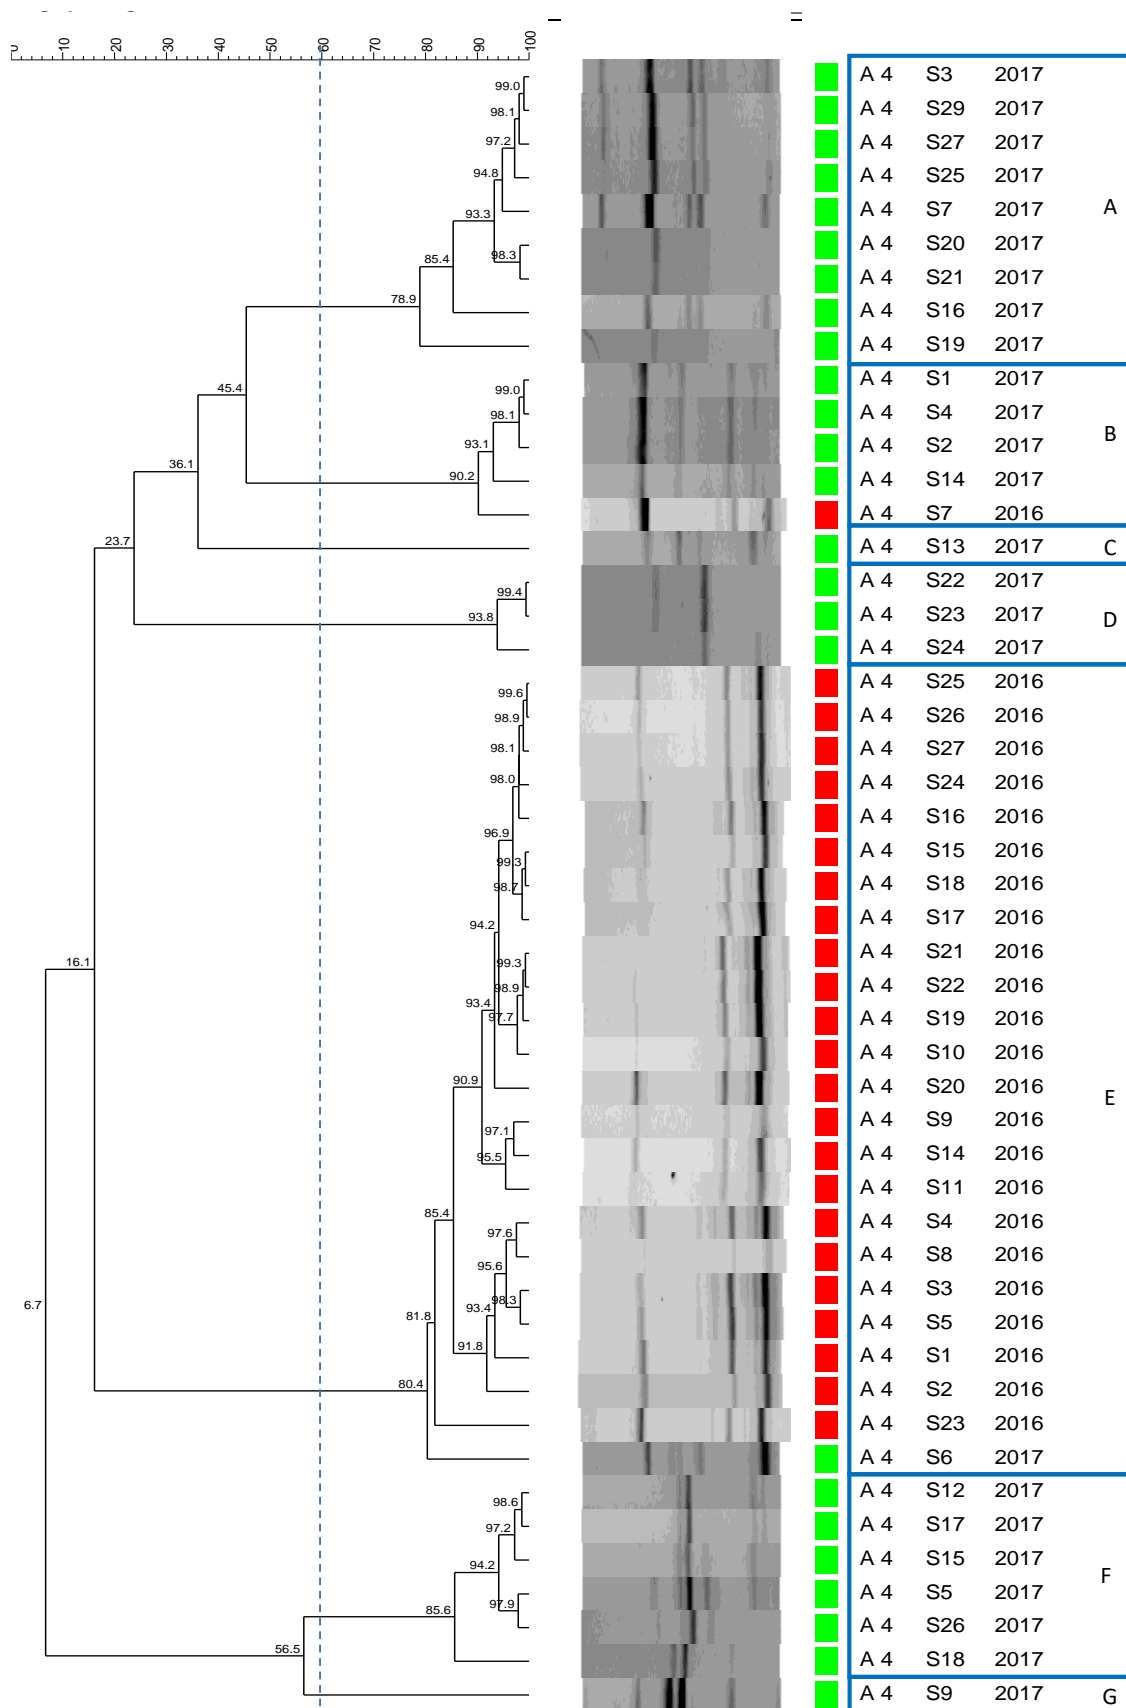 0 10 20 30 40 50 60 70 80 90 100
A 4 S3 2017
99.0
A 4 S29 2017
98.1
A 4 S27 2017
97.2
A 4 S25 2017
94.8
A 4 S7 2017 A
93.3
A 4 S20 2017
98.3
85.4
A 4 S21 2017
78.9
A 4 S16 2017
A 4 S19 2017
A 4 S1 2017
45.4 99.0
A 4 S4 2017
98.1
B
93.1
A 4 S2 2017
36.1
90.2
A 4 S14 2017
A 4 S7 2016
23.7
A 4 S13 2017 C
A 4 S22 2017
99.4
A 4 S23 2017
93.8 D
A 4 S24 2017
A 4 S25 2016
99.6
A 4 S26 2016
98.9
A 4 S27 2016
98.1
A 4 S24 2016
98.0
A 4 S16 2016
96.9
A 4 S15 2016
99.3
A 4 S18 2016
98.7
A 4 S17 2016
94.2
A 4 S21 2016
16.1 99.3
A 4 S22 2016
98.9
93.4
A 4 S19 2016
97.7
A 4 S10 2016
90.9
A 4 S20 2016
E
A 4 S9 2016
97.1
A 4 S14 2016
95.5
A 4 S11 2016
85.4
A 4 S4 2016
97.6
A 4 S8 2016
95.6
A 4 S3 2016
98.3
6.7
93.4
81.8
A 4 S5 2016
91.8
A 4 S1 2016
80.4
A 4 S2 2016
A 4 S23 2016
A 4 S6 2017
A 4 S12 2017
98.6
A 4 S17 2017
97.2
A 4 S15 2017
94.2
F
A 4 S5 2017
97.9
85.6
A 4 S26 2017
56.5
A 4 S18 2017
A 4 S9 2017 G